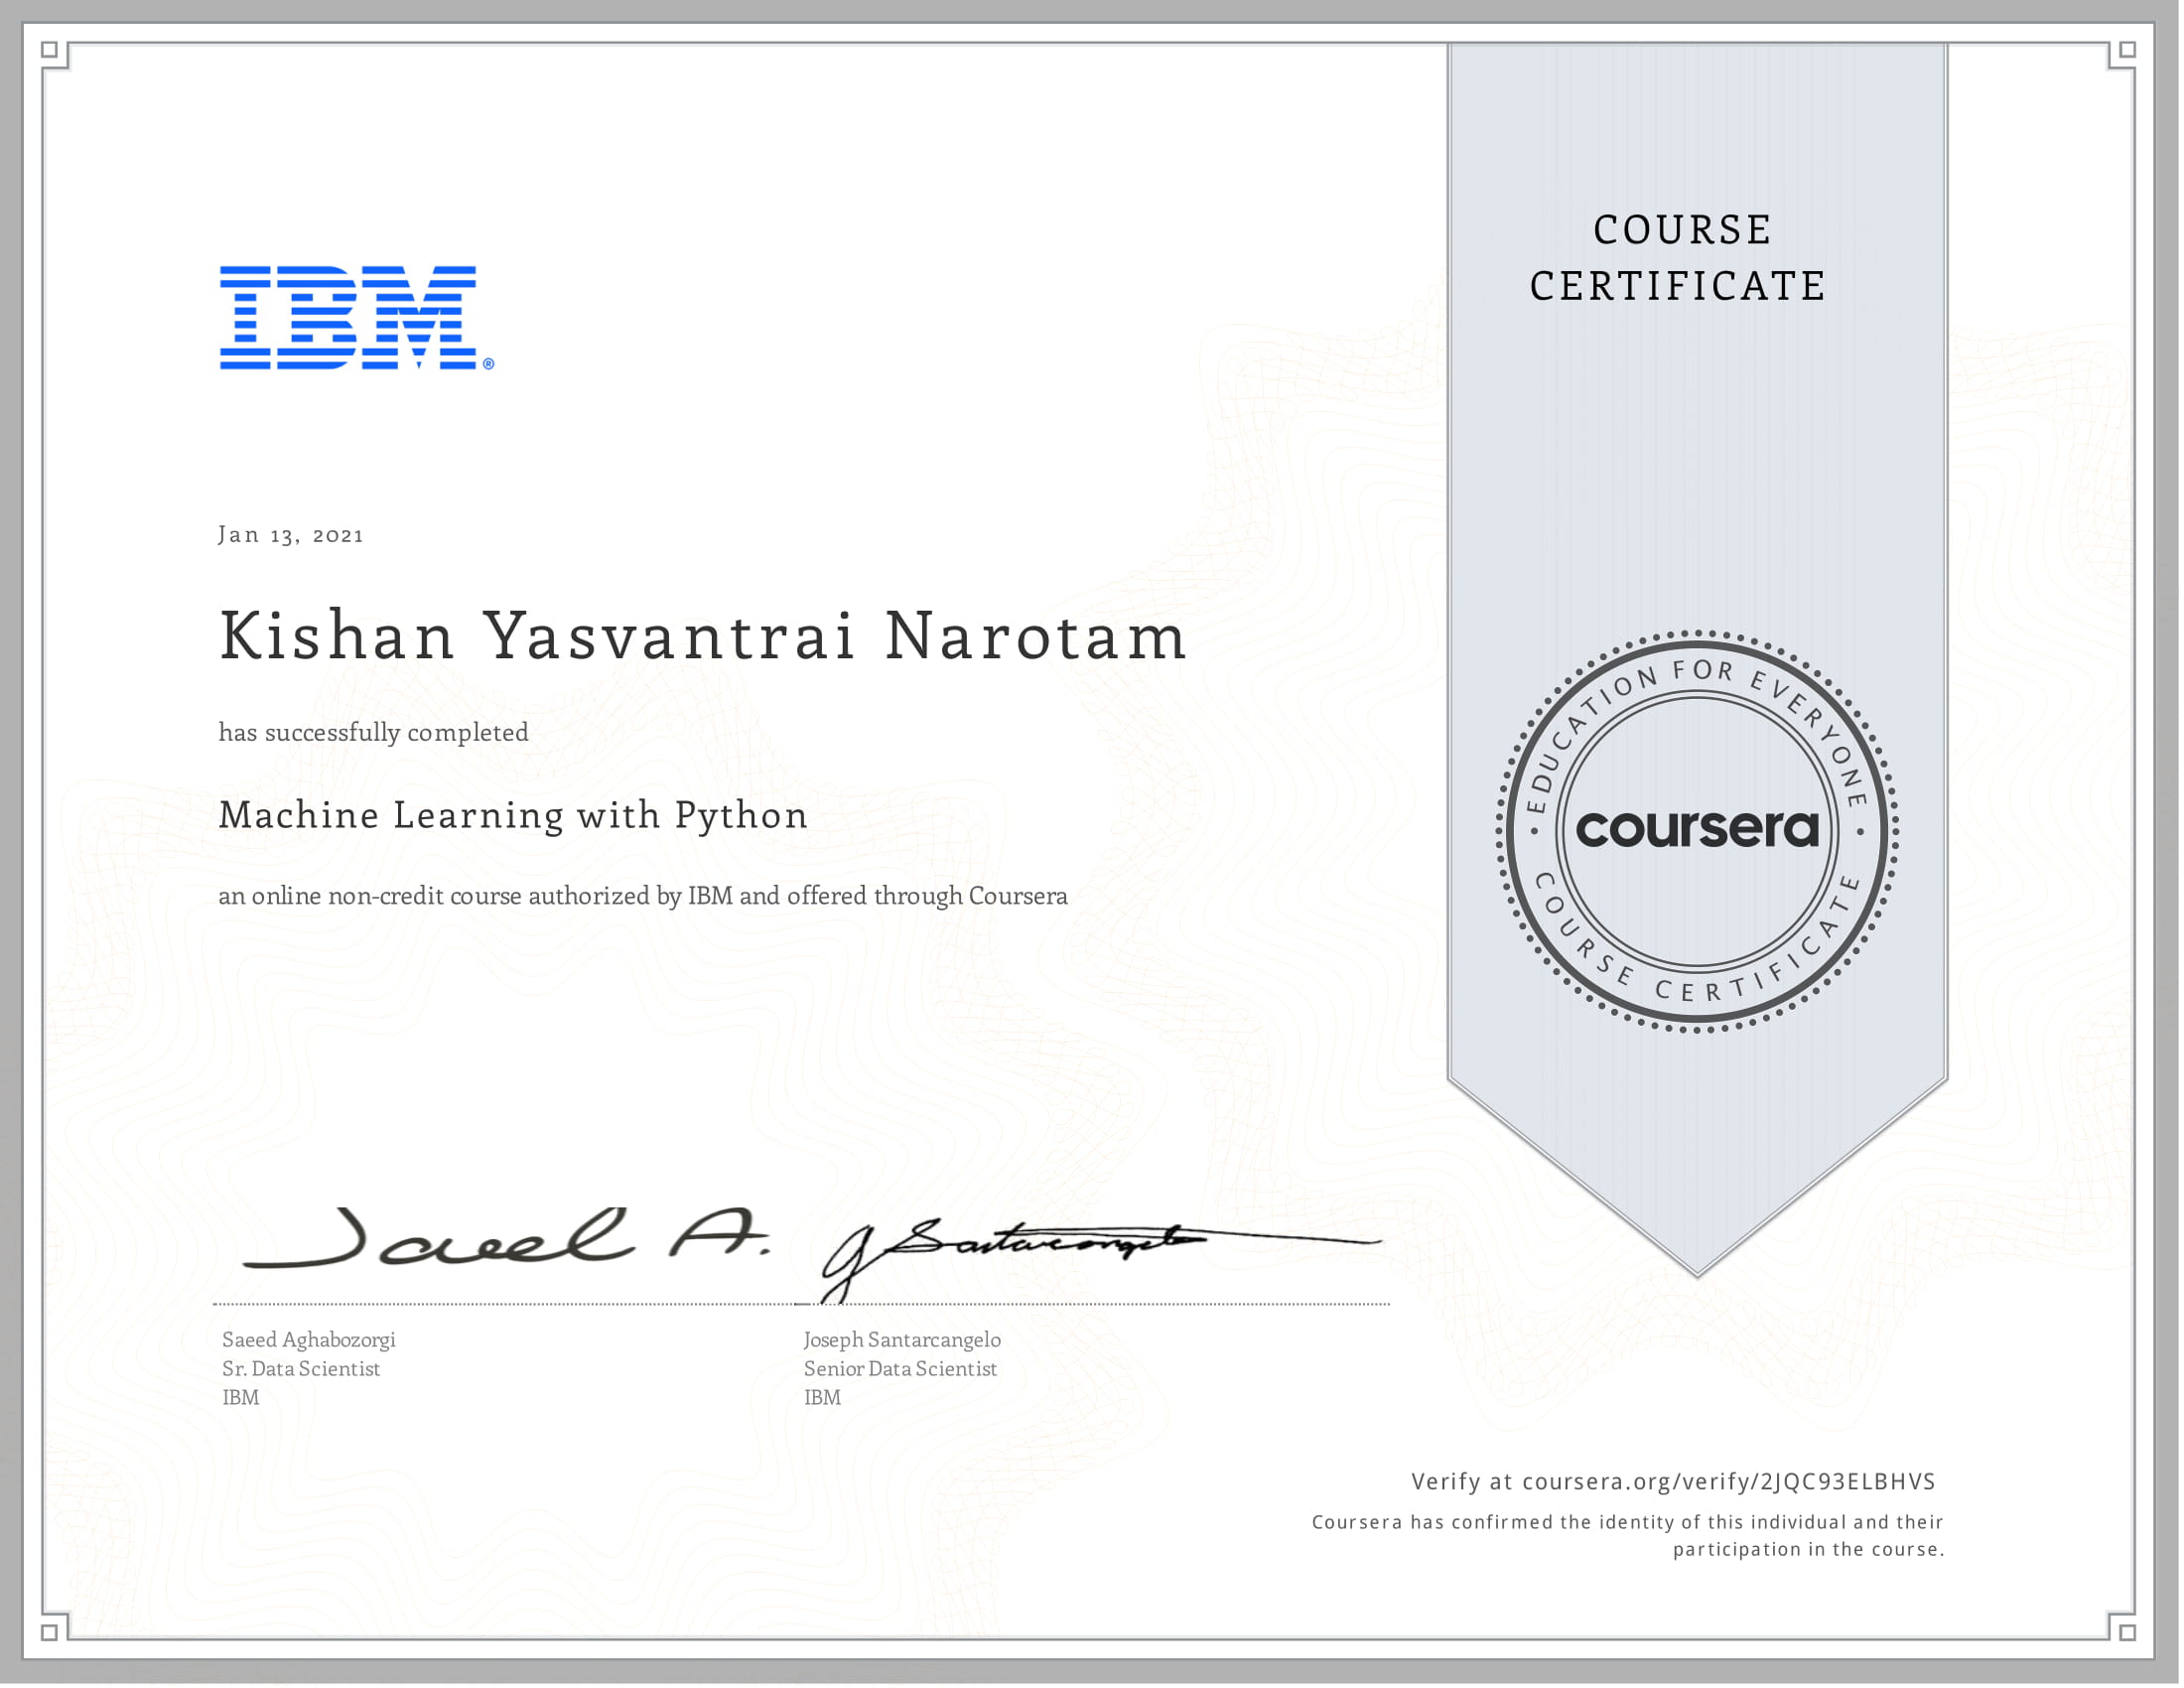 COURSE
CERTIFICATE
IBM®
Jan 13, 2021
Kishan Yasvantrai Narotam
has successfully completed
Machine Learning with Python
an online non-credit course authorized by IBM and offered through Coursera
EDUCATION FOR EVERYONE
coursera
COURSE CERTIFICATE
Saeed A.
J Santarcangelo
Saeed Aghabozorgi
Sr. Data Scientist
IBM
Joseph Santarcangelo
Senior Data Scientist
IBM
Verify at coursera.org/verify/2JQC93ELBHVS
Coursera has confirmed the identity of this individual and their
participation in the course.